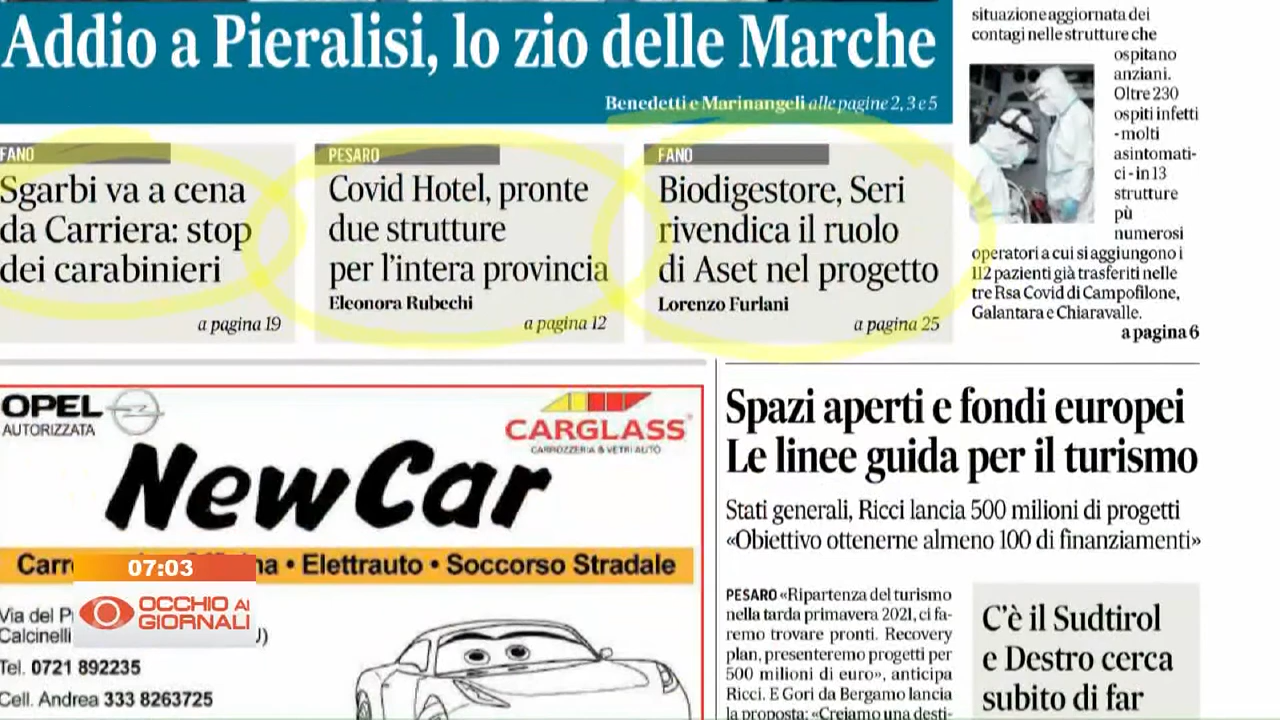 Addio a Pieralisi, lo zio delle Marche
Benedetti e Marinangeli alle pagine 2, 3 e 5
FANO
Sgarbi va a cena
da Carriera: stop
dei carabinieri
a pagina 19
PESARO
Covid Hotel, pronte
due strutture
per l'intera provincia
Eleonora Rubechi
a pagina 12
FANO
Biodigestore, Seri
rivendica il ruolo
di Aset nel progetto
Lorenzo Furlani
a pagina 25
situazione aggiornata dei
contagi nelle strutture che
ospitano
anziani.
Oltre 230
ospiti infetti
- molti
asintomati-
ci - in 13
strutture
pù
numerosi
operatori a cui si aggiungono i
112 pazienti già trasferiti nelle
tre Rsa Covid di Campofilone,
Galantara e Chiaravalle.
a pagina 6
OPEL
AUTORIZZATA
CARGLASS
CARROZZERIA & VETRI AUTO
NewCar
Carr
na • Elettrauto • Soccorso Stradale
Via del P
Calcinelli
U)
Tel. 0721 892235
Cell. Andrea 333 8263725
07:03
OCCHIO AI
GIORNALI
Spazi aperti e fondi europei
Le linee guida per il turismo
Stati generali, Ricci lancia 500 milioni di progetti
«Obiettivo ottenerne almeno 100 di finanziamenti»
PESARO «Ripartenza del turismo
nella tarda primavera 2021, ci fa-
remo trovare pronti. Recovery
plan, presenteremo progetti per
500 milioni di euro», anticipa
Ricci. E Gori da Bergamo lancia
la proposta: «Creiamo una desti-
C'è il Sudtirol
e Destro cerca
subito di far